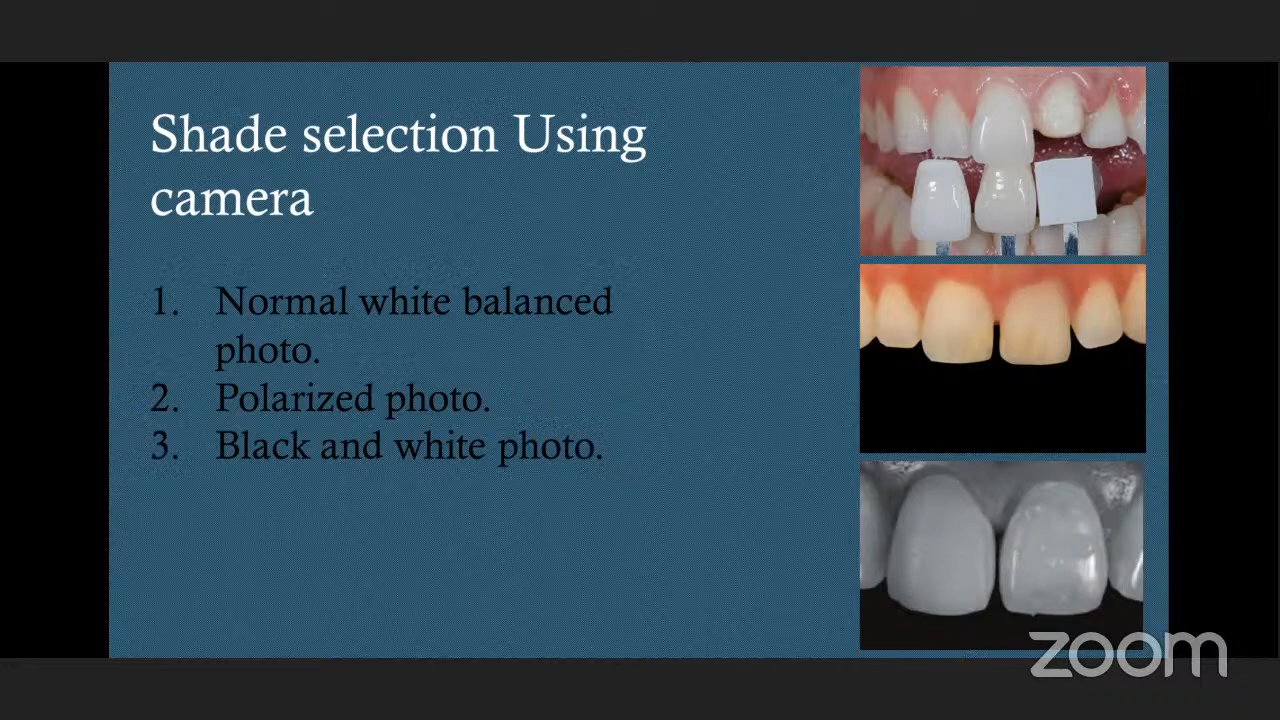 Shade selection Using
camera
1. Normal white balanced
photo.
2. Polarized photo.
3. Black and white photo.
zoom